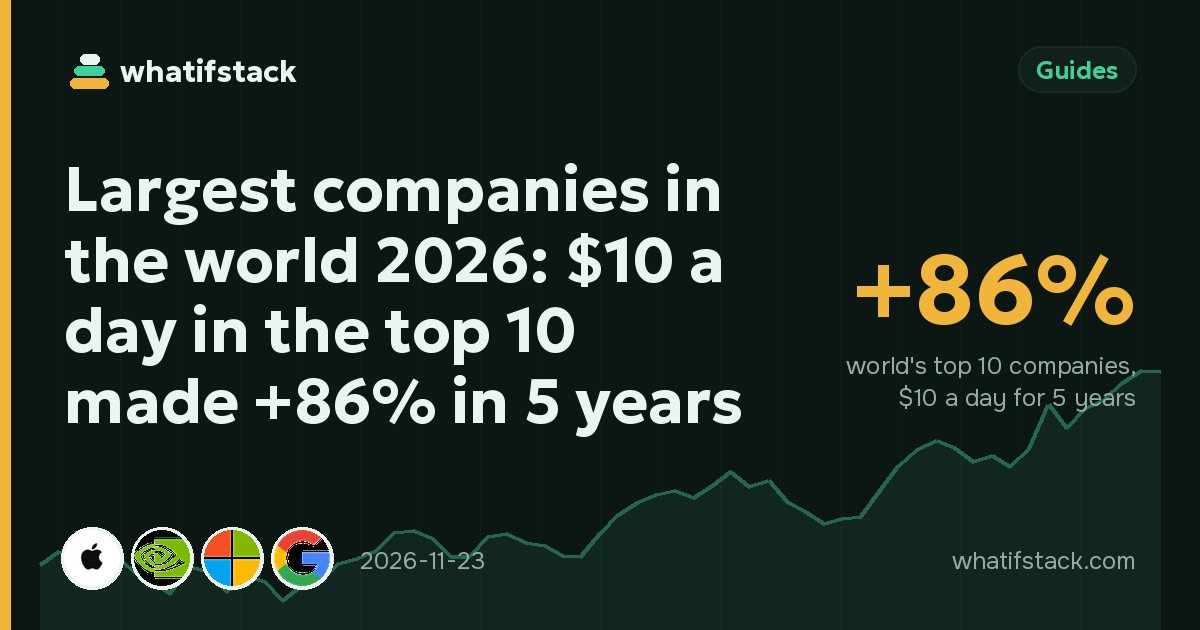 whatifstack
Guides
Largest companies in
the world 2026: $10 a
day in the top 10
made +86% in 5 years
+86%
world's top 10 companies,
$10 a day for 5 years
2026-11-23
whatifstack.com